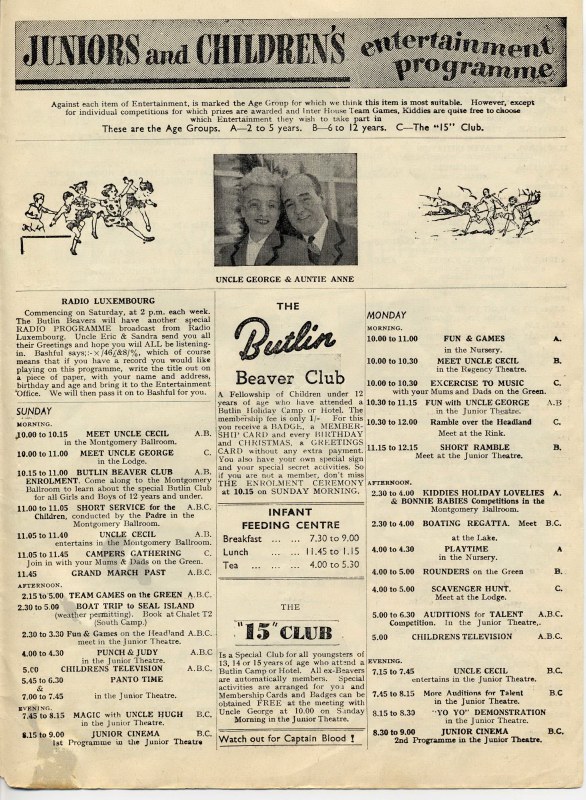 JUNIORS and CHILDREN'S entertainment programme
Against each item of Entertainment, is marked the Age Group for which we think this item is most suitable. However, except
for individual competitions for which prizes are awarded and Inter House Team Games, Kiddies are quite free to choose
which Entertainment they wish to take part in
These are the Age Groups. A—2 to 5 years. B—6 to 12 years. C—The "15" Club.
UNCLE GEORGE & AUNTIE ANNE
RADIO LUXEMBOURG
Commencing on Saturday, at 2 p.m. each week.
The Butlin Beavers will have another special
RADIO PROGRAMME broadcast from Radio
Luxembourg. Uncle Eric & Sandra send you all
their Greetings and hope you will ALL be listening-
in. Bashful says;:-×/46¿&8/%, which of course
means that if you have a record you would like
playing on this programme, write the title out on
a piece of paper, with your name and address,
birthday and age and bring it to the Entertainment
Office. We will then pass it on to Bashful for you.
SUNDAY
MORNING.
10.00 to 10.15 MEET UNCLE CECIL A.B.
in the Montgomery Ballroom.
10.00 to 11.00 MEET UNCLE GEORGE C.
in the Lodge.
10.15 to 11.00 BUTLIN BEAVER CLUB A.B.
ENROLMENT. Come along to the Montgomery
Ballroom to learn about the special Butlin Club
for all Girls and Boys of 12 years and under.
11.00 to 11.05 SHORT SERVICE for the A.B.C.
Children, conducted by the Padre in the
Montgomery Ballroom.
11.05 to 11.40 UNCLE CECIL A.B.
entertains in the Montgomery Ballroom.
11.05 to 11.45 CAMPERS GATHERING C.
Join in with your Mums & Dads on the Green.
11.45 GRAND MARCH PAST A.B.C.
AFTERNOON.
2.15 to 5.00 TEAM GAMES on the GREEN A.B.C.
2.30 to 5.00 BOAT TRIP to SEAL ISLAND
(weather permitting). Book at Chalet T2
(South Camp.)
2.30 to 3.30 Fun & Games on the Headland A.B.C.
meet in the Junior Theatre.
4.00 to 4.30 PUNCH & JUDY A.B.C.
in the Junior Theatre.
5.00 CHILDRENS TELEVISION A.B.C.
5.45 to 6.30 PANTO TIME
&
7.00 to 7.45 in the Junior Theatre.
EVENING.
7.45 to 8.15 MAGIC with UNCLE HUGH B.C.
in the Junior Theatre.
8.15 to 9.00 JUNIOR CINEMA B.C.
1st Programme in the Junior Theatre
THE
Butlin
Beaver Club
A Fellowship of Children under 12
years of age who have attended a
Butlin Holiday Camp or Hotel. The
membership fee is only 1/- For this
you receive a BADGE, a MEMBER-
SHIP CARD and every BIRTHDAY
and CHRISTMAS, a GREETINGS
CARD without any extra payment.
You also have your own special sign
and your special secret activities. So
if you are not a member, don't miss
THE ENROLMENT CEREMONY
at 10.15 on SUNDAY MORNING.
INFANT
FEEDING CENTRE
Breakfast ... ... 7.30 to 9.00
Lunch ... ... 11.45 to 1.15
Tea ... ... 4.00 to 5.30
THE
"15" CLUB
Is a Special Club for all youngsters of
13, 14 or 15 years of age who attend a
Butlin Camp or Hotel. All ex-Beavers
are automatically members. Special
activities are arranged for you and
Membership Cards and Badges can be
obtained FREE at the meeting with
Uncle George at 10.00 on Sunday
Morning in the Junior Theatre.
Watch out for Captain Blood !
MONDAY
MORNING.
10.00 to 11.00 FUN & GAMES A.
in the Nursery.
10.00 to 10.30 MEET UNCLE CECIL B.
in the Regency Theatre.
10.00 to 10.30 EXCERCISE TO MUSIC C.
with your Mums and Dads on the Green.
10.30 to 11.15 FUN with UNCLE GEORGE A.B
in the Junior Theatre.
10.30 to 12.00 Ramble over the Headland C.
Meet at the Rink.
11.15 to 12.15 SHORT RAMBLE B.
Meet at the Junior Theatre.
AFTERNOON.
2.30 to 4.00 KIDDIES HOLIDAY LOVELIES A.
& BONNIE BABIES Competitions in the
Montgomery Ballroom.
2.30 to 4.00 BOATING REGATTA. Meet B.C.
at the Lake.
4.00 to 4.30 PLAYTIME A.
in the Nursery
4.00 to 5.00 ROUNDERS on the Green B.
4.00 to 5.00 SCAVENGER HUNT. C.
Meet at the Lodge.
5.00 to 6.30 AUDITIONS for TALENT A.B.C.
Competition. In the Junior Theatre,.
5.00 CHILDRENS TELEVISION A.B.C.
EVENING.
7.15 to 7.45 UNCLE CECIL B.C.
entertains in the Junior Theatre.
7.45 to 8.15 More Auditions for Talent B.C
in the Junior Theatre.
8.15 to 8.30 "YO YO" DEMONSTRATION
in the Junior Theatre.
8.30 to 9.00 JUNIOR CINEMA B.C.
2nd Programme in the Junior Theatre.